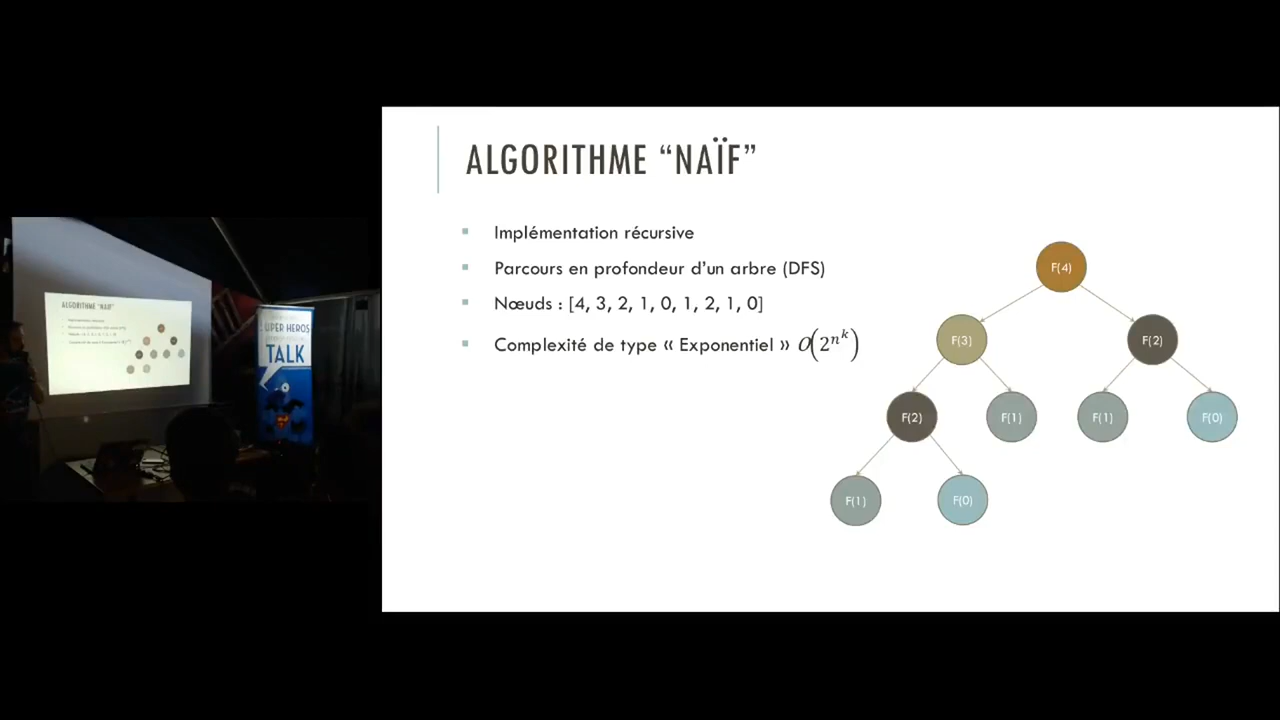 ALGORITHME “NAÏF”
Implémentation récursive
Parcours en profondeur d’un arbre (DFS)
Nœuds : [4, 3, 2, 1, 0, 1, 2, 1, 0]
Complexité de type « Exponentiel » O(2^{n^k})
F(4)
F(3)
F(2)
F(2)
F(1)
F(1)
F(0)
F(1)
F(0)
ALGORITHME “NAÏF”
SUPER HEROS
TALK